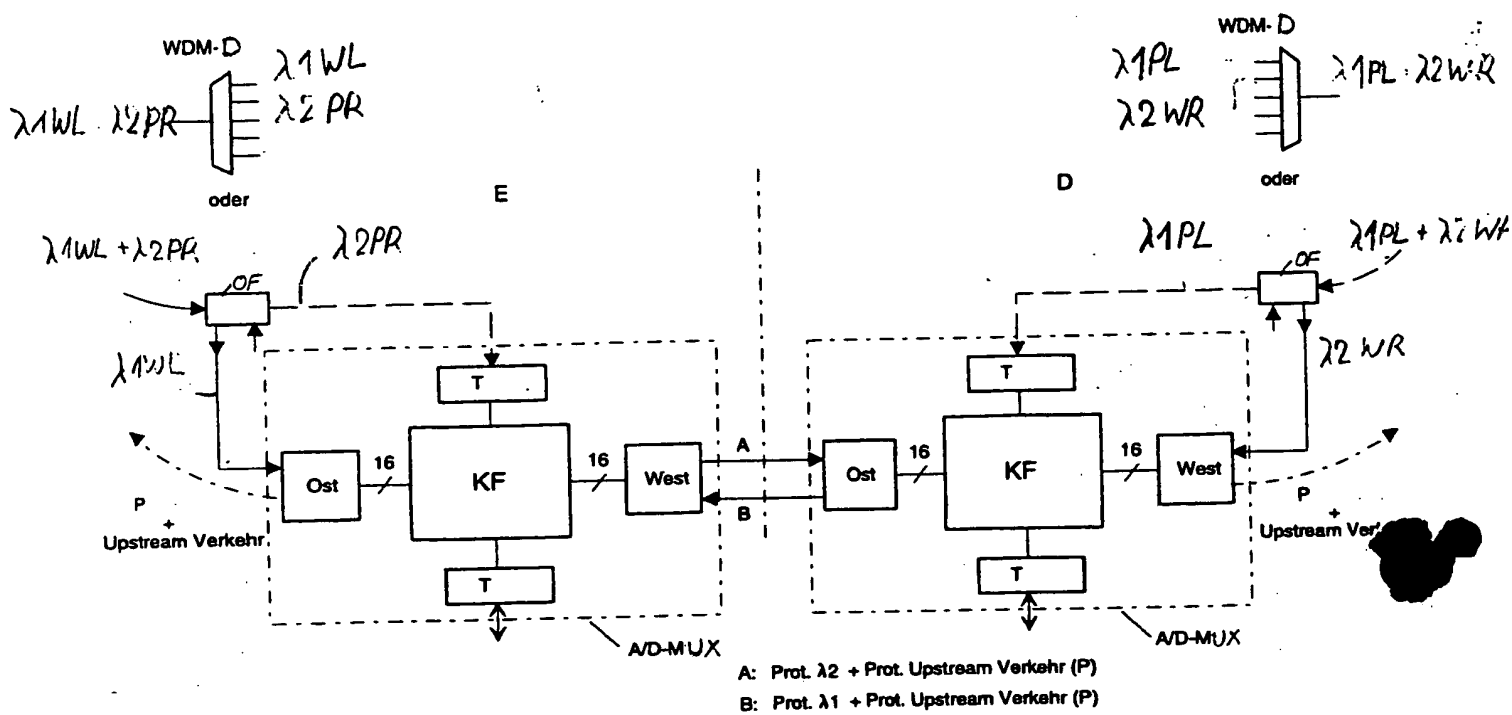 WDM-D
λ1WL
λ2PR
λ1WL λ2PR
oder
E
λ1WL + λ2PR
OF
λ2PR
λ1WL
T
Ost
16
KF
16
West
P
+
Upstream Verkehr
T
A/D-MUX
A
B
WDM-D
λ1PL
λ2WR
λ1PL λ2WR
oder
D
λ1PL
λ1PL +
OF
λ2WR
T
Ost
16
KF
16
West
P
+
Upstream
T
A/D-MUX
A: Prot. λ2 + Prot. Upstream Verkehr (P)
B: Prot. λ1 + Prot. Upstream Verkehr (P)